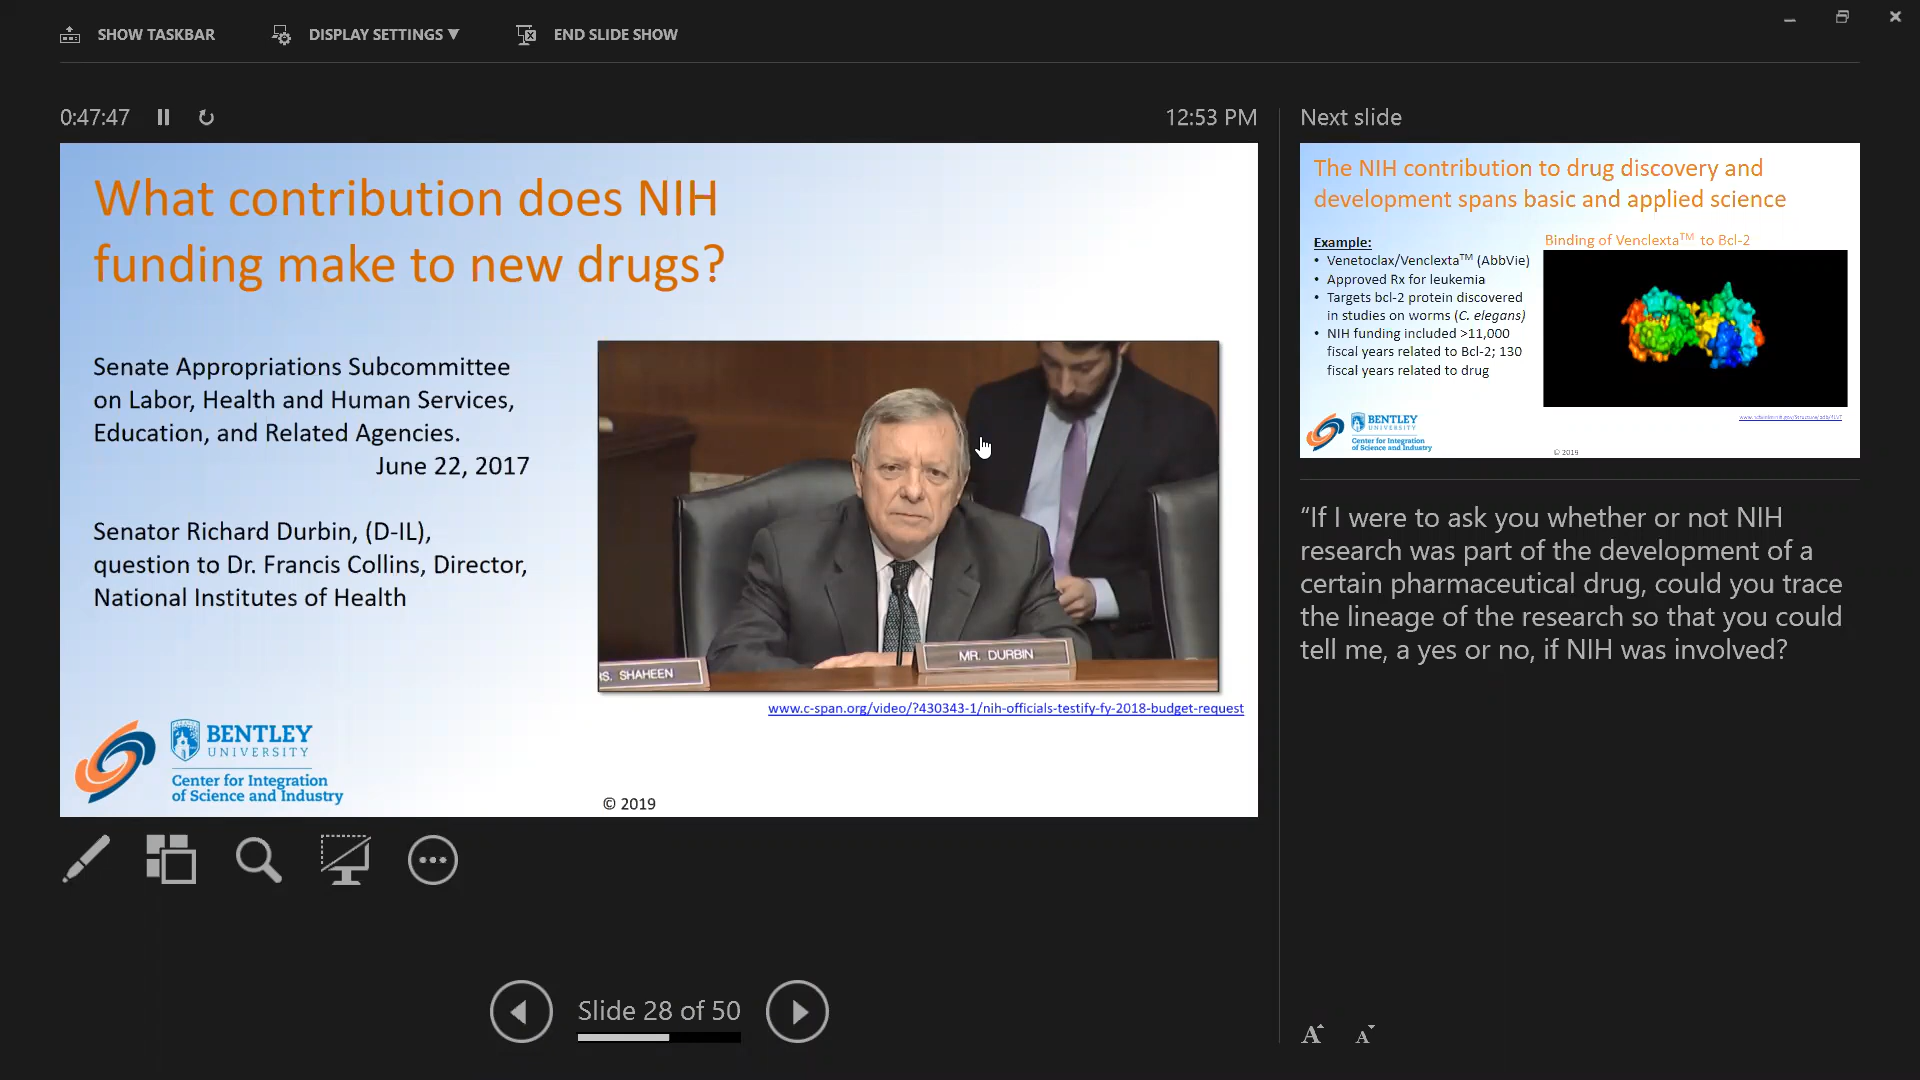 SHOW TASKBAR
DISPLAY SETTINGS ▼
END SLIDE SHOW
0:47:47
12:53 PM
What contribution does NIH
funding make to new drugs?
Senate Appropriations Subcommittee
on Labor, Health and Human Services,
Education, and Related Agencies.
June 22, 2017
Senator Richard Durbin, (D-IL),
question to Dr. Francis Collins, Director,
National Institutes of Health
S. SHAHEEN
MR. DURBIN
www.c-span.org/video/?430343-1/nih-officials-testify-fy-2018-budget-request
BENTLEY
UNIVERSITY
Center for Integration
of Science and Industry
© 2019
Slide 28 of 50
Next slide
The NIH contribution to drug discovery and
development spans basic and applied science
Example:
• Venetoclax/Venclexta™ (AbbVie)
• Approved Rx for leukemia
• Targets bcl-2 protein discovered
in studies on worms (C. elegans)
• NIH funding included >11,000
fiscal years related to Bcl-2; 130
fiscal years related to drug
Binding of Venclexta™ to Bcl-2
BENTLEY
UNIVERSITY
Center for Integration
of Science and Industry
© 2019
“If I were to ask you whether or not NIH
research was part of the development of a
certain pharmaceutical drug, could you trace
the lineage of the research so that you could
tell me, a yes or no, if NIH was involved?
A A